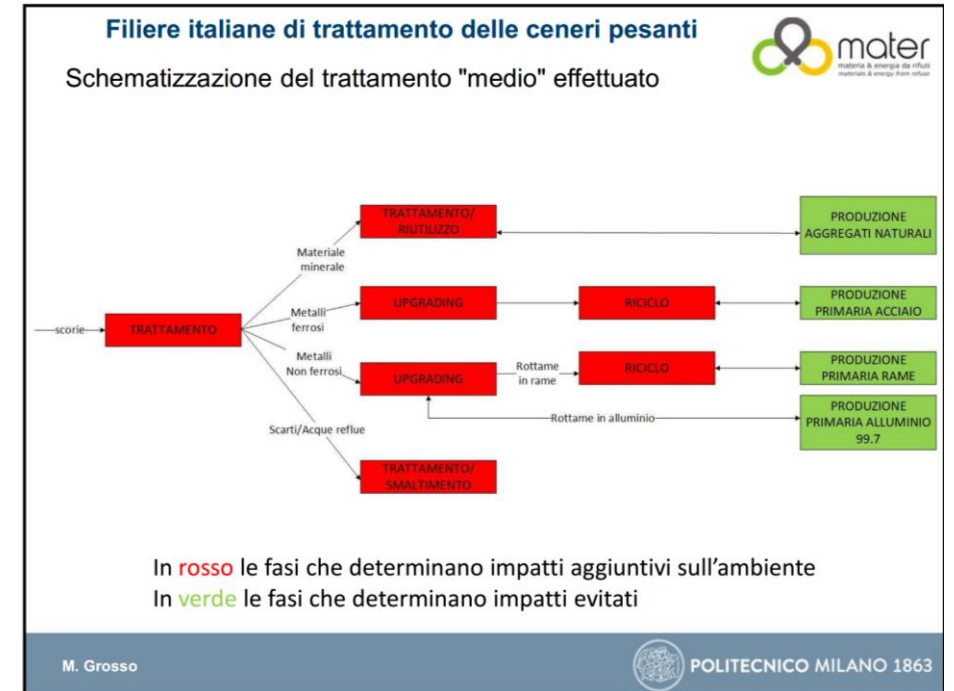 Filiere italiane di trattamento delle ceneri pesanti
mater
materia & energia da rifiuti
materials & energy from refuse
Schematizzazione del trattamento "medio" effettuato
TRATTAMENTO/
RIUTILIZZO
PRODUZIONE
AGGREGATI NATURALI
Materiale
minerale
UPGRADING
RICICLO
PRODUZIONE
PRIMARIA ACCIAIO
Metalli
ferrosi
scorie
TRATTAMENTO
Metalli
Non ferrosi
UPGRADING
Rottame
in rame
RICICLO
PRODUZIONE
PRIMARIA RAME
Rottame in alluminio
PRODUZIONE
PRIMARIA ALLUMINIO
99.7
Scarti/Acque reflue
TRATTAMENTO/
SMALTIMENTO
In rosso le fasi che determinano impatti aggiuntivi sull’ambiente
In verde le fasi che determinano impatti evitati
M. Grosso
POLITECNICO MILANO 1863